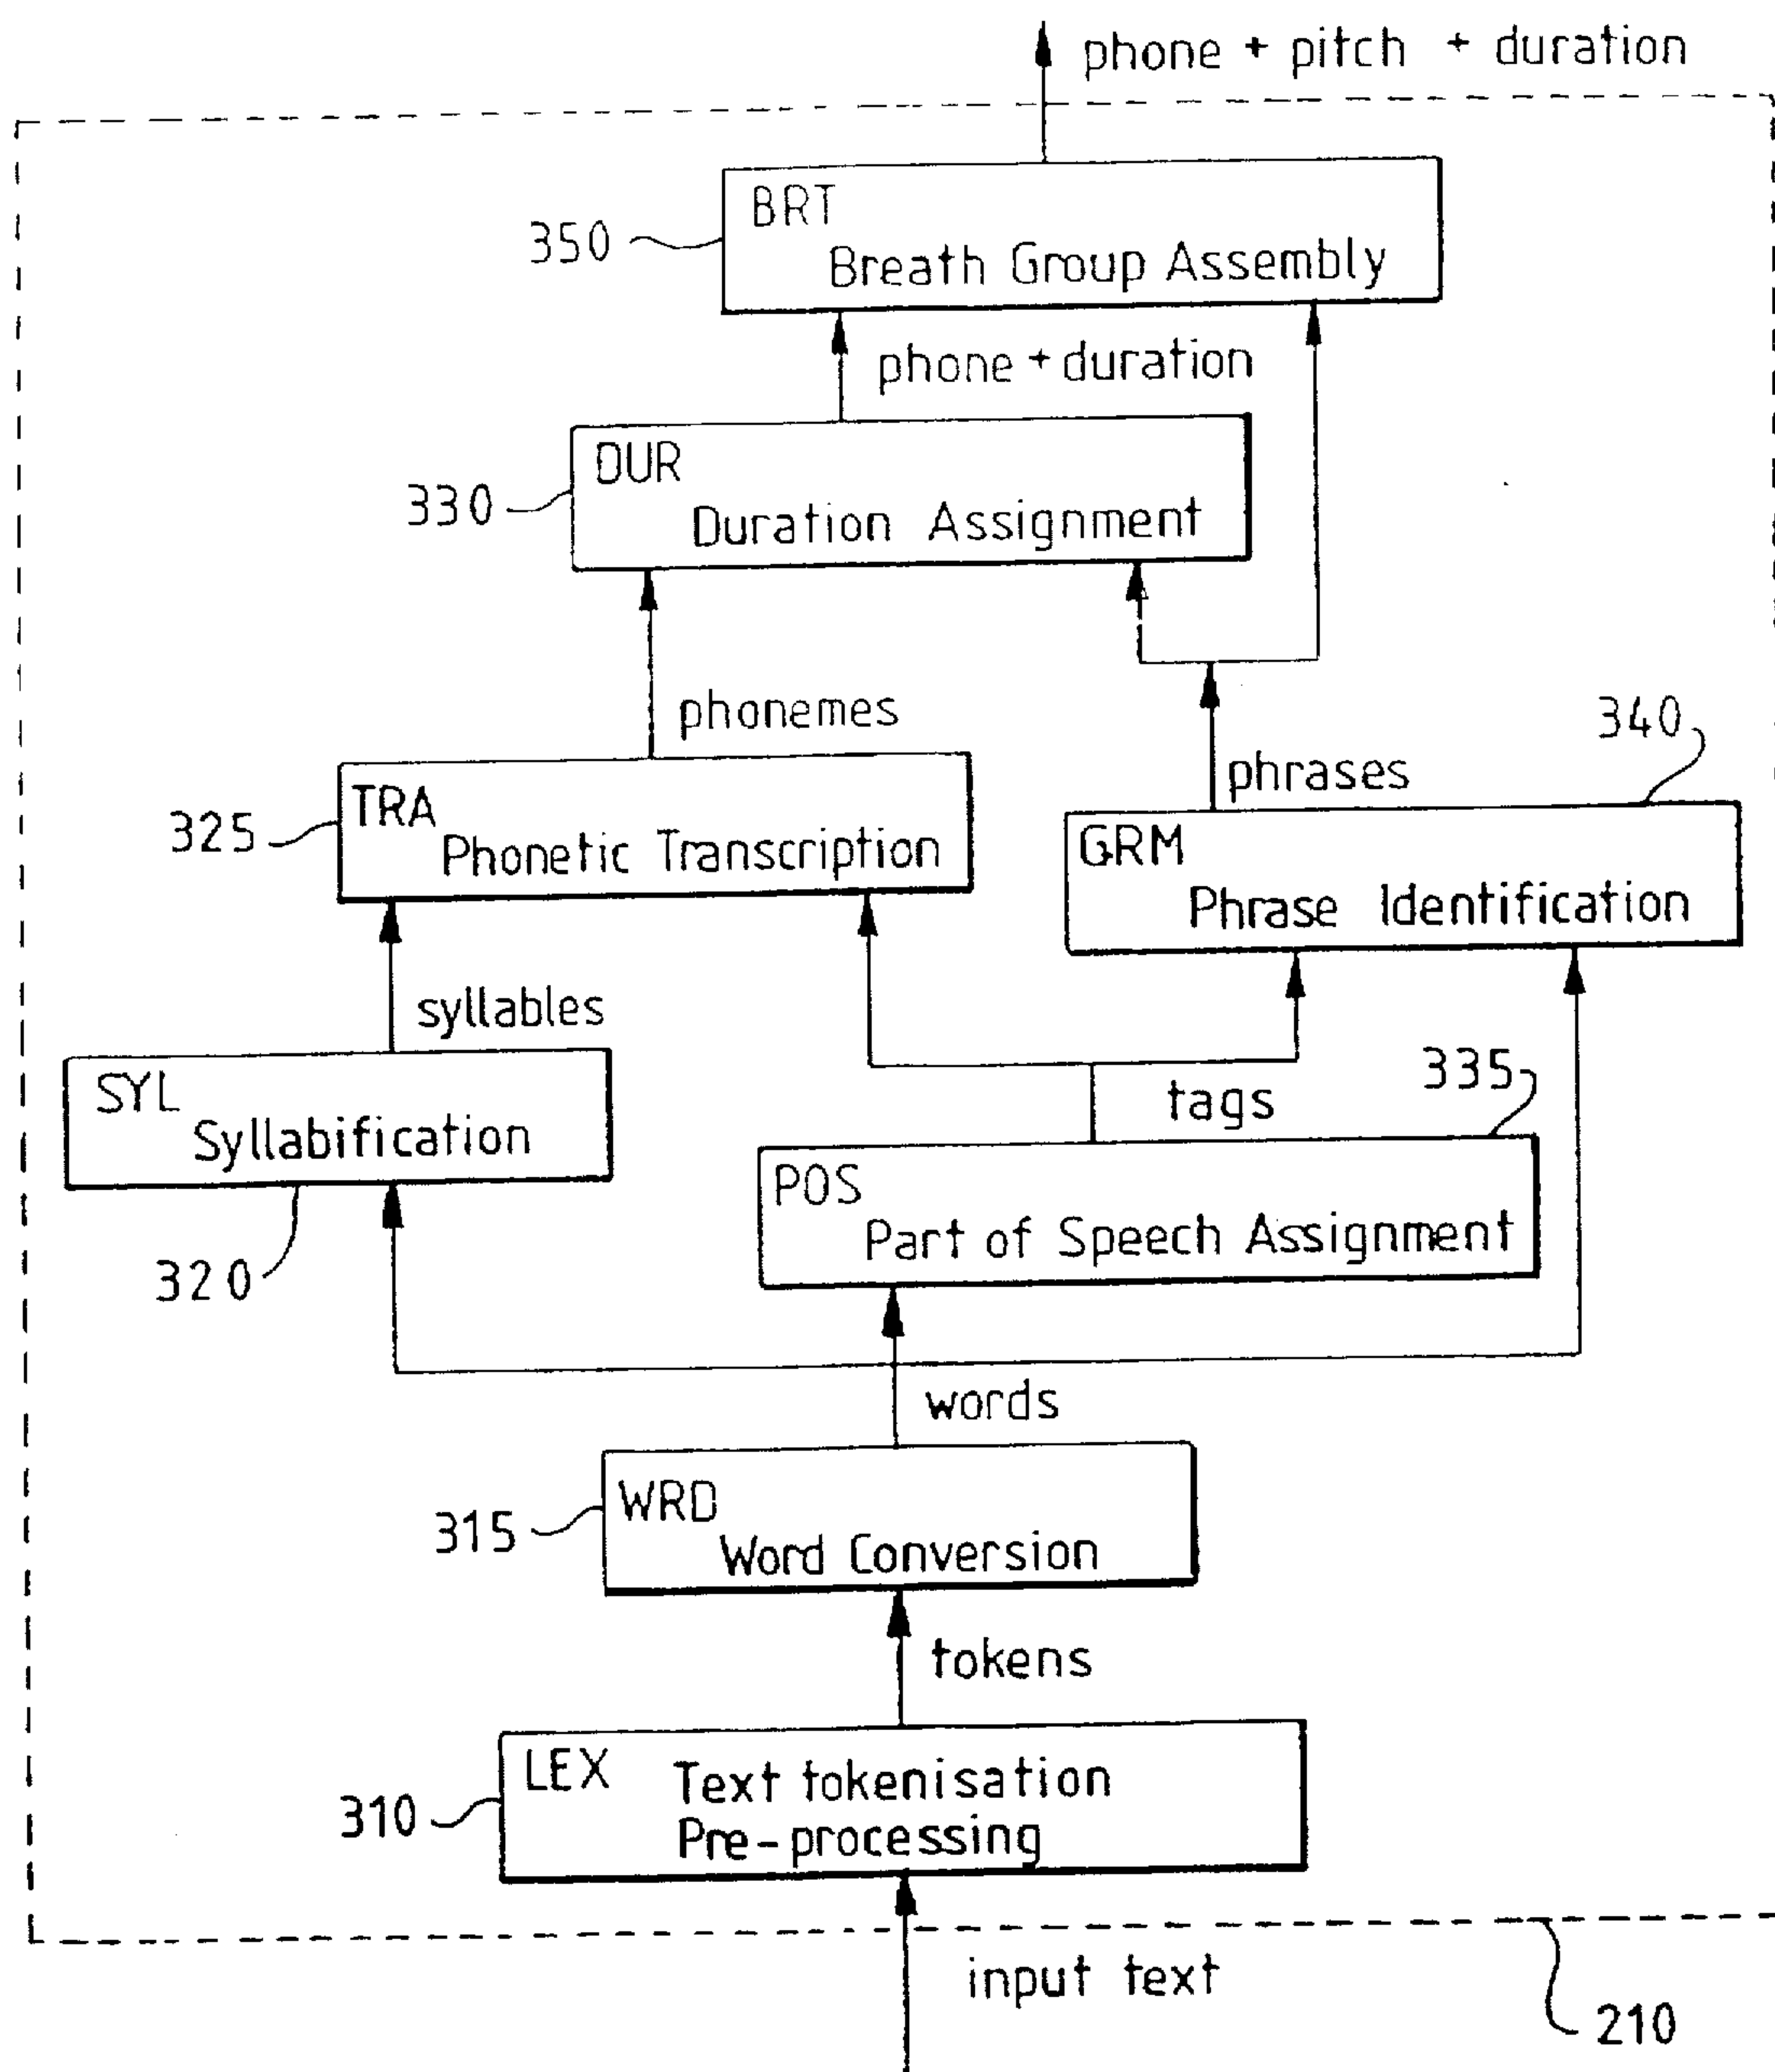 phone + pitch + duration
BRT
350
Breath Group Assembly
phone + duration
DUR
330
Duration Assignment
phonemes
340
phrases
TRA
325
Phonetic Transcription
GRM
Phrase Identification
syllables
335
tags
SYL
Syllabification
POS
Part of Speech Assignment
320
words
WRD
315
Word Conversion
tokens
LEX Text tokenisation
310
Pre-processing
input text
210